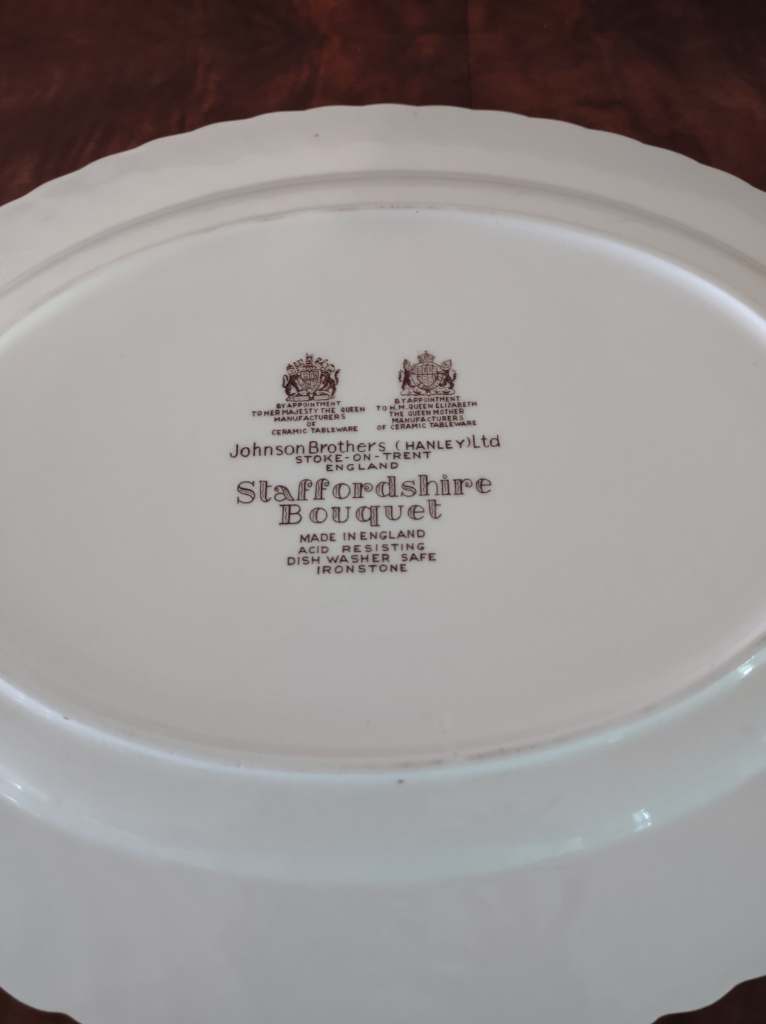 BY APPOINTMENT
TO HER MAJESTY THE QUEEN
MANUFACTURERS
OF
CERAMIC TABLEWARE
BY APPOINTMENT
TO H.M. QUEEN ELIZABETH
THE QUEEN MOTHER
MANUFACTURERS
OF CERAMIC TABLEWARE
Johnson Brothers (HANLEY) Ltd
STOKE-ON-TRENT
ENGLAND
Staffordshire
Bouquet
MADE IN ENGLAND
ACID RESISTING
DISH WASHER SAFE
IRONSTONE